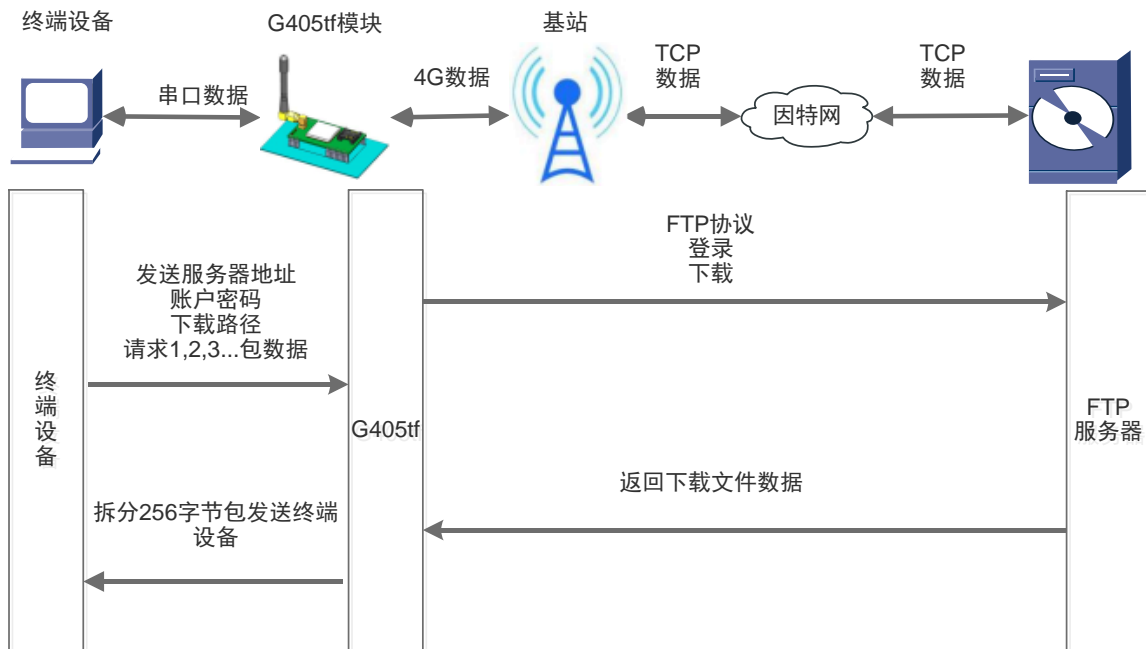 终端设备
G405tf模块
基站
TCP
数据
TCP
数据
串口数据
4G数据
因特网
FTP协议
登录
下载
发送服务器地址
账户密码
下载路径
请求1,2,3...包数据
终
端
设
备
G405tf
FTP
服务器
返回下载文件数据
拆分256字节包发送终端
设备